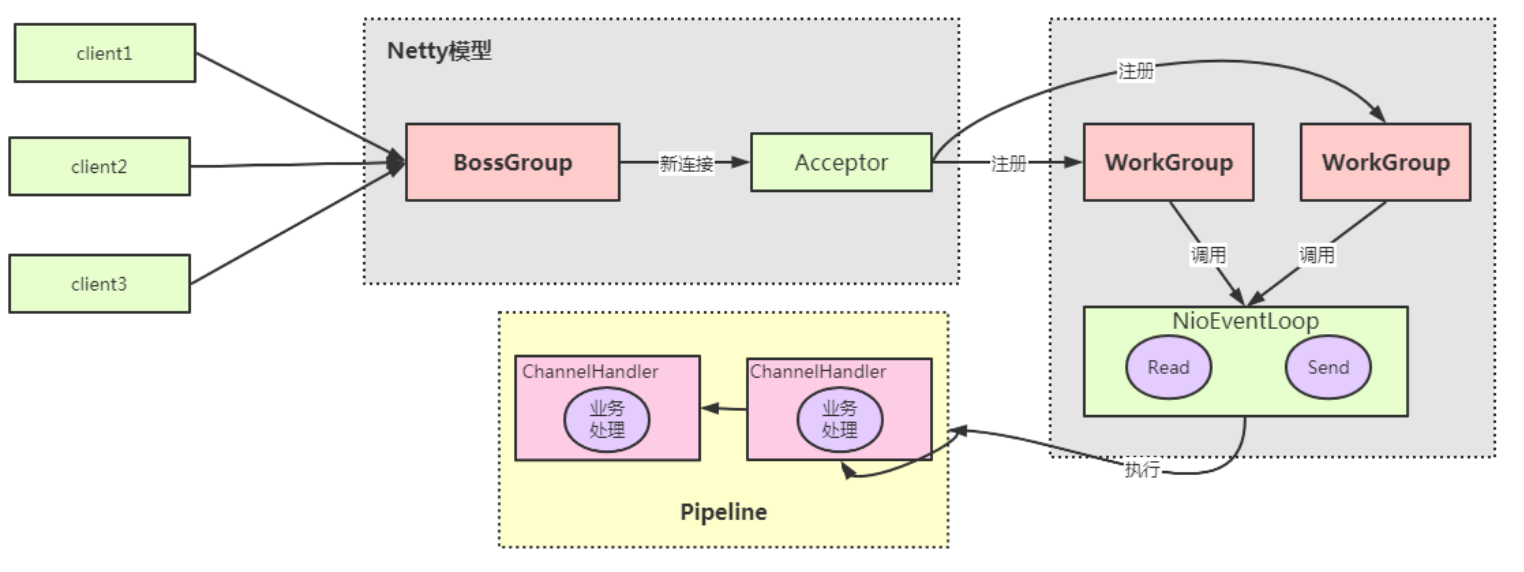 client1
client2
client3
Netty模型
BossGroup
新连接
Acceptor
注册
注册
WorkGroup
WorkGroup
调用
调用
NioEventLoop
Read
Send
执行
ChannelHandler
业务
处理
ChannelHandler
业务
处理
Pipeline